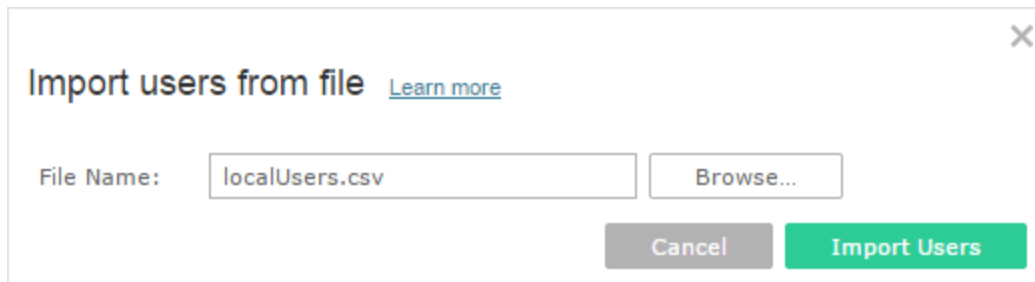 Import users from file Learn more
File Name: localUsers.csv Browse...
Cancel Import Users